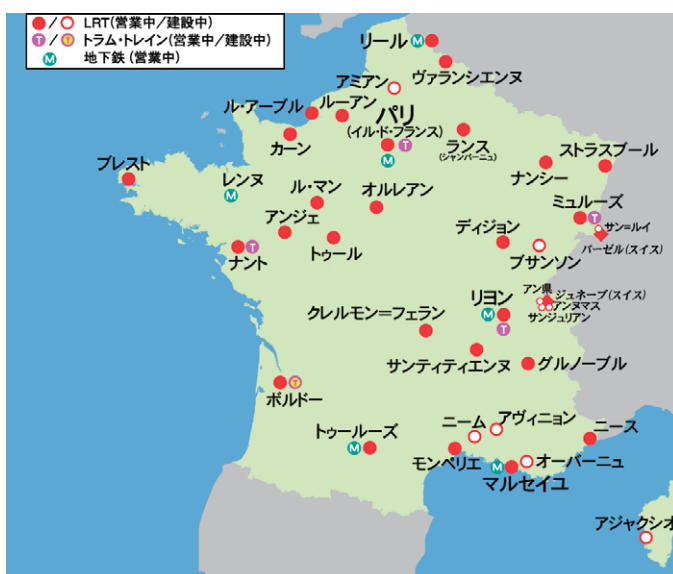 LRT(営業中/建設中)
T / T トラム・トレイン(営業中/建設中)
M 地下鉄(営業中)
リール M
ヴァランシエンヌ
アミアン
ル・アーブル
ルーアン
パリ
(イル・ド・フランス)
T
M
カーン
ランス
(シャンパーニュ)
ストラスブール
ナンシー
ブレスト
レンヌ
M
ル・マン
オルレアン
ミュルーズ
T
サン=ルイ
バーゼル(スイス)
アンジェ
トゥール
ディジョン
ブサンソン
T
ナント
アン県
ジュネーブ(スイス)
アンヌマス
サンジュリアン
リヨン
M
T
クレルモン=フェラン
サンティティエンヌ
グルノーブル
T
ボルドー
トゥールーズ
M
ニーム
アヴィニョン
ニース
モンペリエ
M
オーバーニュ
マルセイユ
アジャクシオ